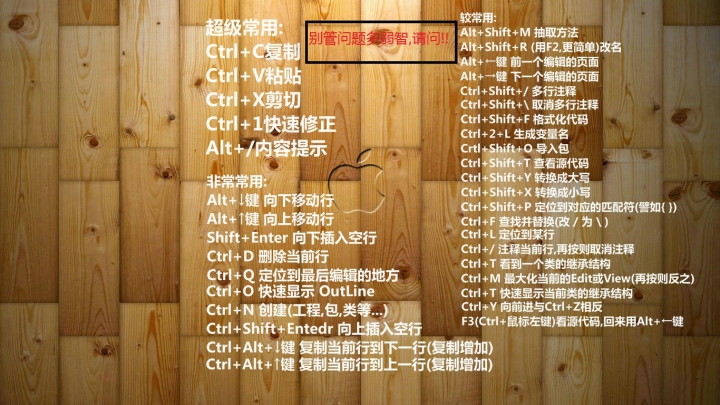 超级常用:
Ctrl+C复制
Ctrl+V粘贴
Ctrl+X剪切
Ctrl+1快速修正
Alt+/内容提示
非常常用:
Alt+↓键 向下移动行
Alt+↑键 向上移动行
Shift+Enter 向下插入空行
Ctrl+D 删除当前行
Ctrl+Q 定位到最后编辑的地方
Ctrl+O 快速显示 OutLine
Ctrl+N 创建(工程,包,类等...)
Ctrl+Shift+Entedr 向上插入空行
Ctrl+Alt+↓键 复制当前行到下一行(复制增加)
Ctrl+Alt+↑键 复制当前行到上一行(复制增加)
别管问题多弱智,请问!!
较常用:
Alt+Shift+M 抽取方法
Alt+Shift+R (用F2,更简单)改名
Alt+←键 前一个编辑的页面
Alt+→键 下一个编辑的页面
Ctrl+Shift+/ 多行注释
Ctrl+Shift+\ 取消多行注释
Ctrl+Shift+F 格式化代码
Ctrl+2+L 生成变量名
Crtl+Shift+O 导入包
Ctrl+Shift+T 查看源代码
Ctrl+Shift+Y 转换成大写
Ctrl+Shift+X 转换成小写
Ctrl+Shift+P 定位到对应的匹配符(譬如{ })
Ctrl+F 查找并替换(改 / 为 \ )
Ctrl+L 定位到某行
Ctrl+/ 注释当前行,再按则取消注释
Ctrl+T 看到一个类的继承结构
Ctrl+M 最大化当前的Edit或View(再按则反之)
Ctrl+T 快速显示当前类的继承结构
Ctrl+Y 向前进与Ctrl+Z相反
F3(Ctrl+鼠标左键)看源代码,回来用Alt+←键